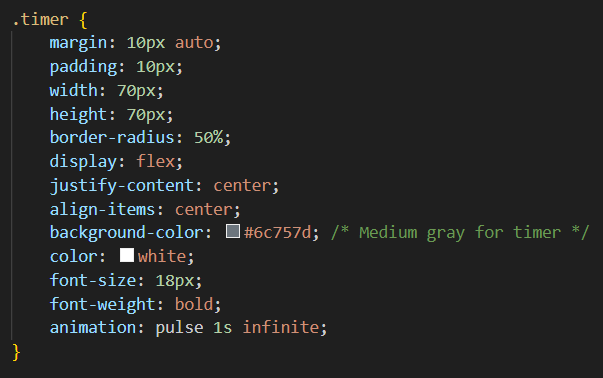 .timer {
    margin: 10px auto;
    padding: 10px;
    width: 70px;
    height: 70px;
    border-radius: 50%;
    display: flex;
    justify-content: center;
    align-items: center;
    background-color: #6c757d; /* Medium gray for timer */
    color: white;
    font-size: 18px;
    font-weight: bold;
    animation: pulse 1s infinite;
}